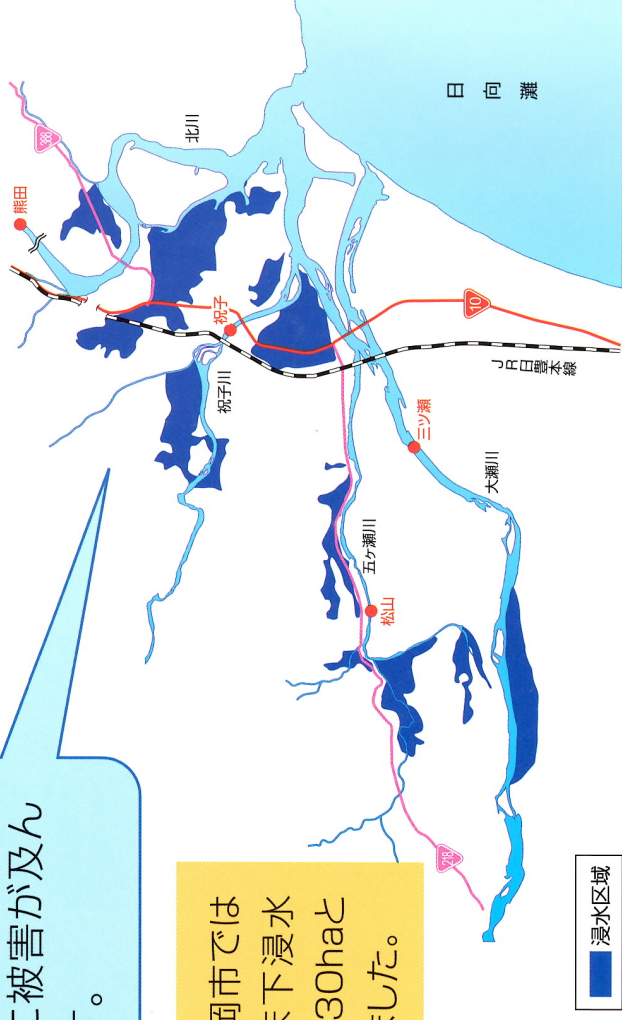 被害が及ん
。
岡市では
床下浸水
30haと
ました。
熊田
388
北川
日向灘
祝子
祝子川
10
JR日豊本線
三ツ瀬
大瀬川
五ヶ瀬川
松山
218
浸水区域